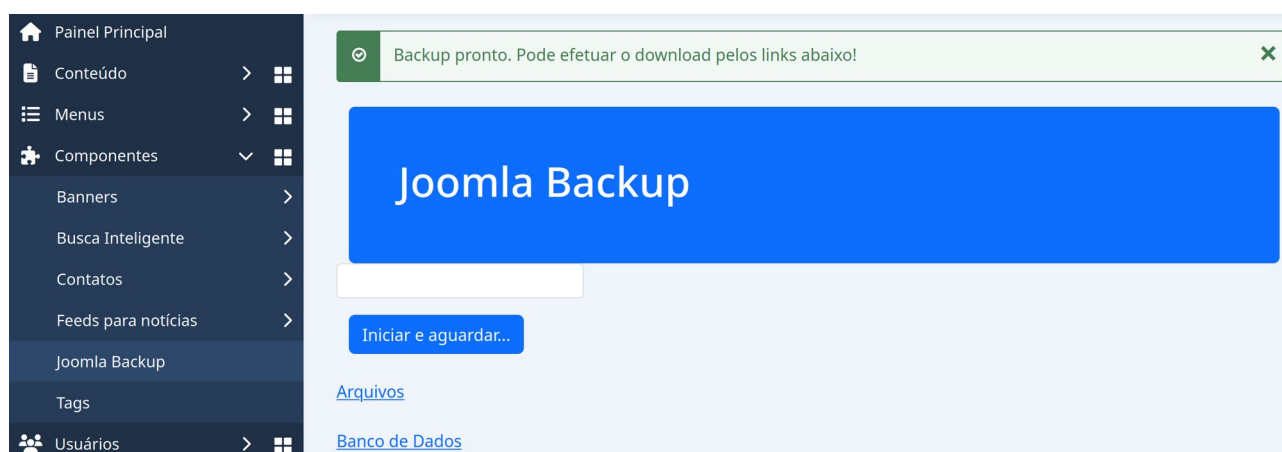 Painel Principal
Conteúdo
Menus
Componentes
Banners
Busca Inteligente
Contatos
Feeds para notícias
Joomla Backup
Tags
Usuários
Backup pronto. Pode efetuar o download pelos links abaixo!
Joomla Backup
Iniciar e aguardar...
Arquivos
Banco de Dados